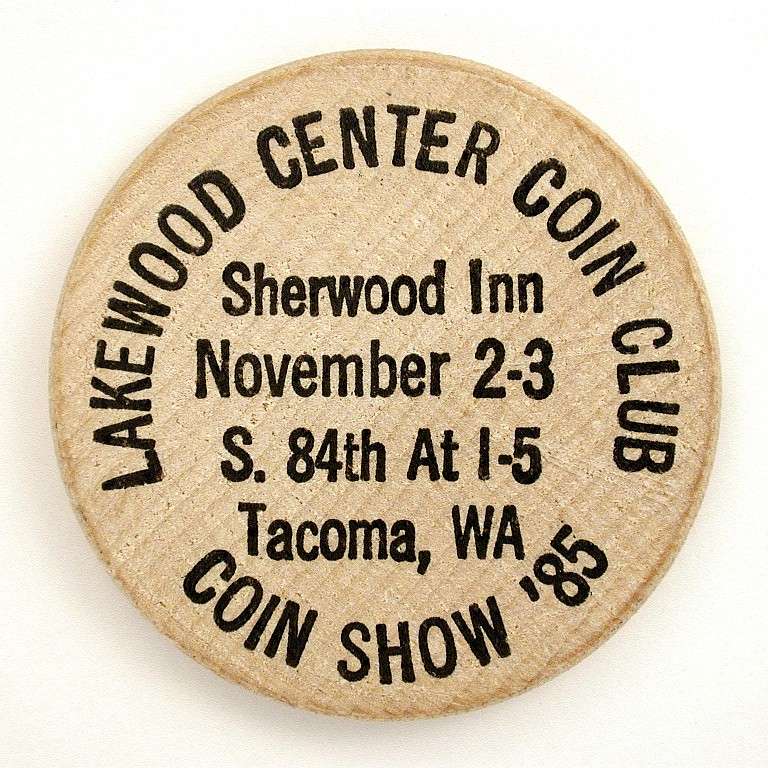 LAKEWOOD CENTER COIN CLUB
Sherwood Inn
November 2-3
S. 84th At I-5
Tacoma, WA
COIN SHOW '85